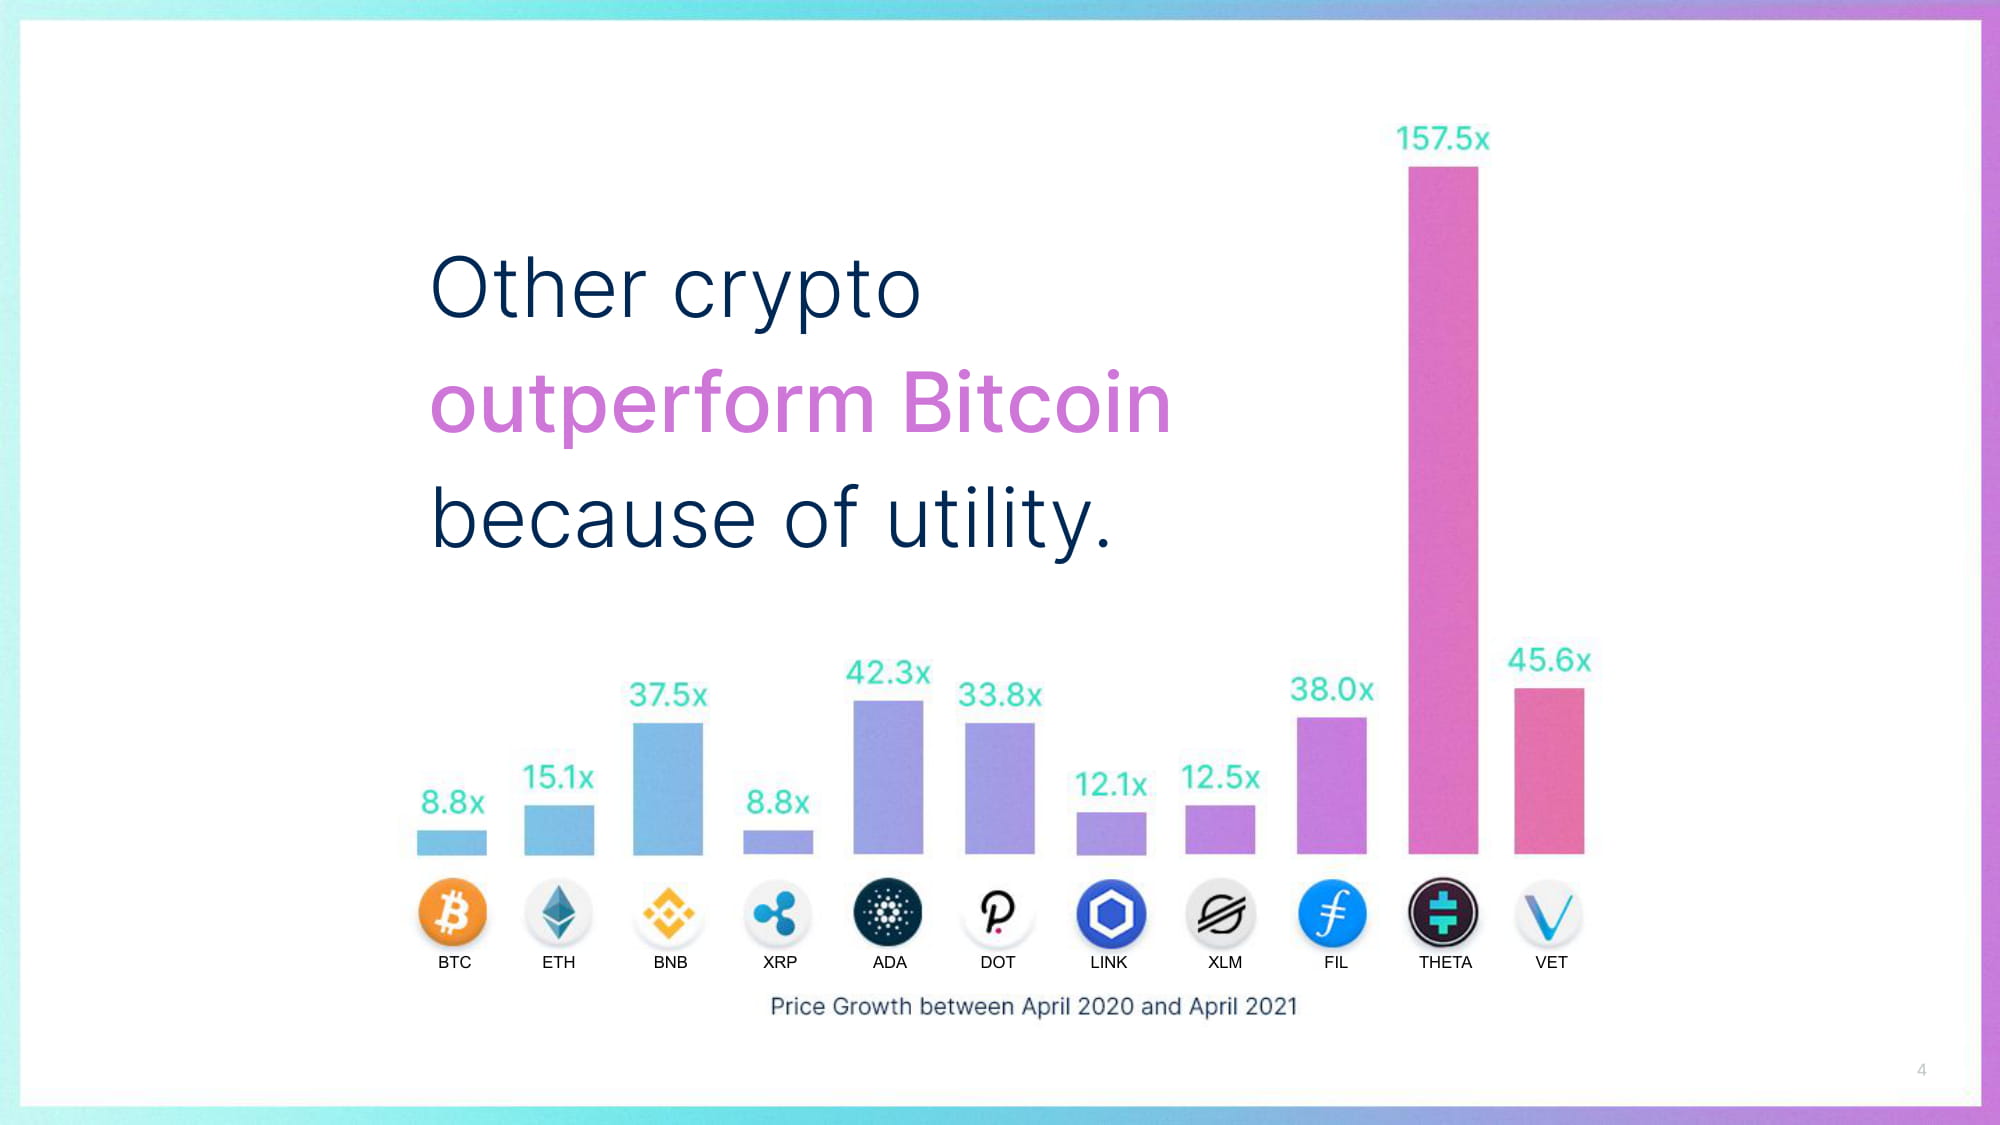 Other crypto
outperform Bitcoin
because of utility.
8.8x
15.1x
37.5x
8.8x
42.3x
33.8x
12.1x
12.5x
38.0x
157.5x
45.6x
BTC
ETH
BNB
XRP
ADA
DOT
LINK
XLM
FIL
THETA
VET
Price Growth between April 2020 and April 2021
4